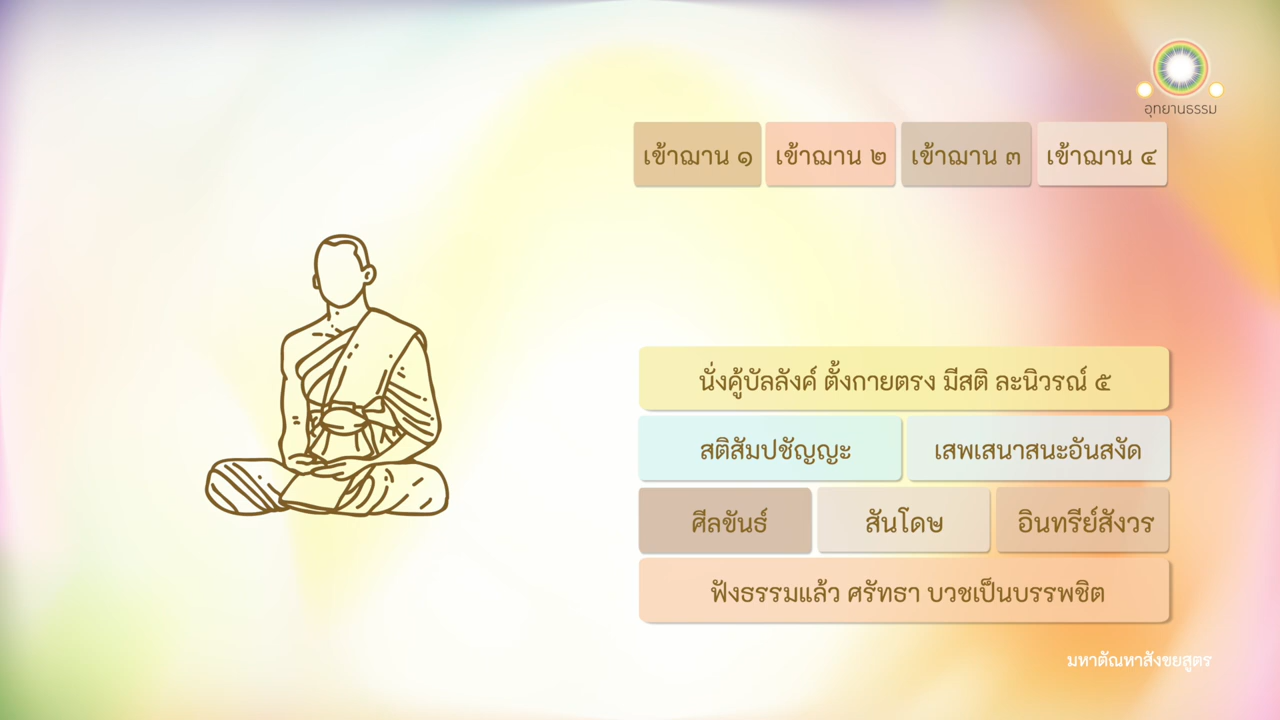 อุทยานธรรม
เข้าฌาน ๑ เข้าฌาน ๒ เข้าฌาน ๓ เข้าฌาน ๔
นั่งคู้บัลลังค์ ตั้งกายตรง มีสติ ละนิวรณ์ ๕
สติสัมปชัญญะ เสพเสนาสนะอันสงัด
ศีลขันธ์ สันโดษ อินทรีย์สังวร
ฟังธรรมแล้ว ศรัทธา บวชเป็นบรรพชิต
มหาตัณหาสังขยสูตร